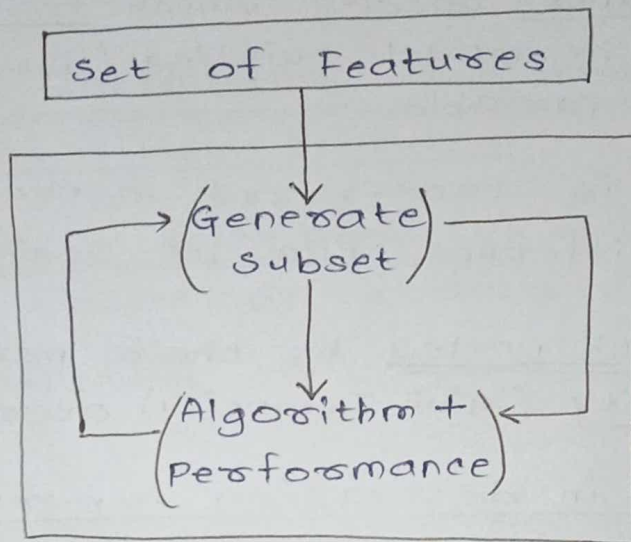 Set of Features
Generate
Subset
Algorithm +
Performance